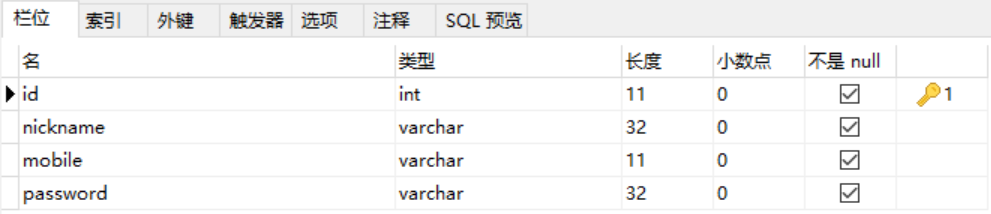 栏位 索引 外键 触发器 选项 注释 SQL 预览
名 类型 长度 小数点 不是 null
id int 11 0 1
nickname varchar 32 0
mobile varchar 11 0
password varchar 32 0